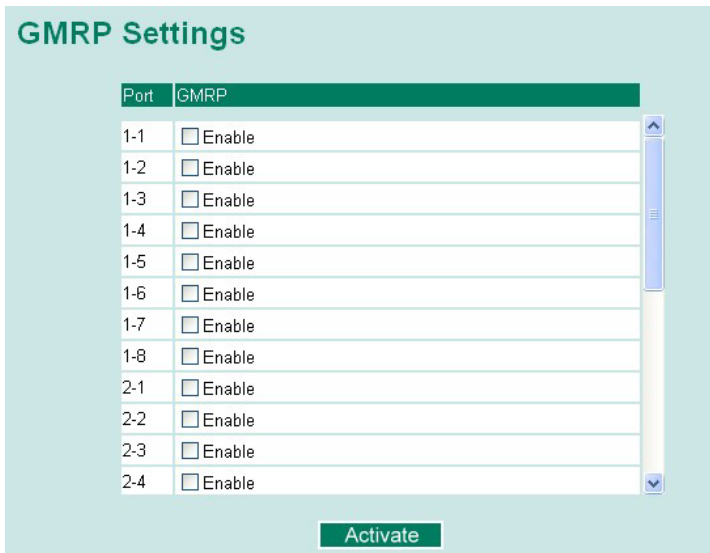 GMRP Settings
Port GMRP
1-1 Enable
1-2 Enable
1-3 Enable
1-4 Enable
1-5 Enable
1-6 Enable
1-7 Enable
1-8 Enable
2-1 Enable
2-2 Enable
2-3 Enable
2-4 Enable
Activate